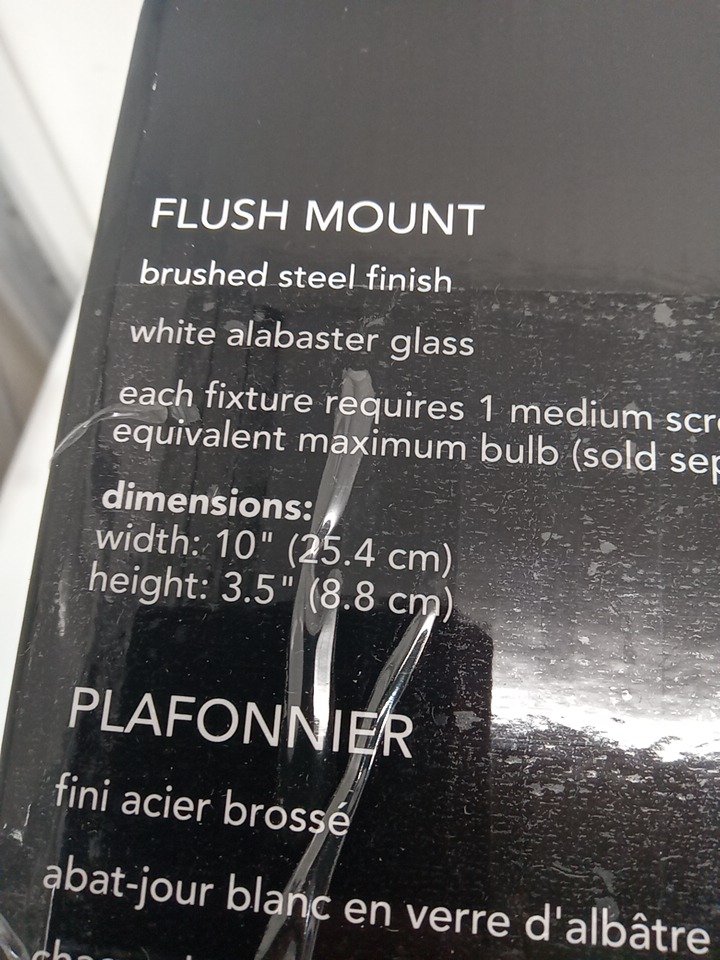 FLUSH MOUNT
brushed steel finish
white alabaster glass
each fixture requires 1 medium
equivalent maximum bulb (sold
dimensions:
width: 10" (25.4 cm)
height: 3.5" (8.8 cm)
PLAFONNIER
fini acier brossé
abat-jour blanc en verre d'albâtre